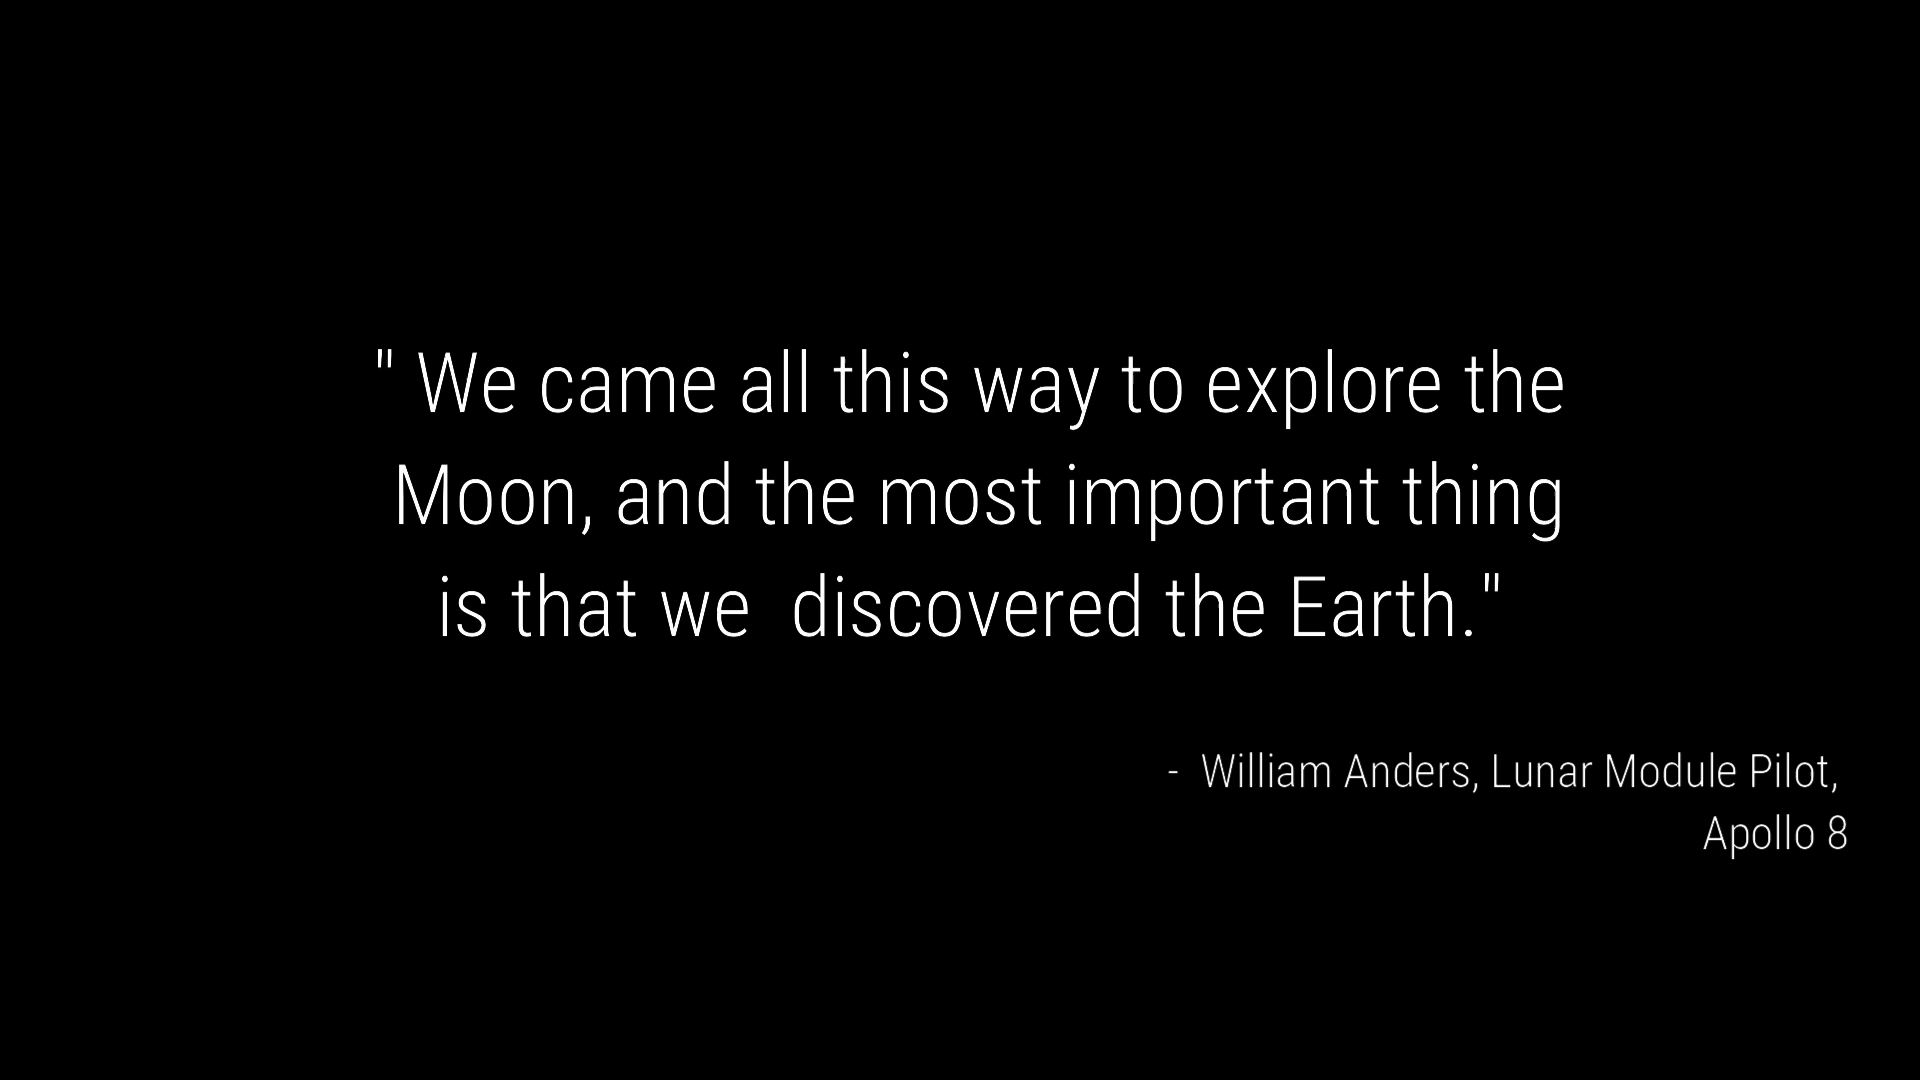 " We came all this way to explore the
Moon, and the most important thing
is that we  discovered the Earth."
-  William Anders, Lunar Module Pilot,
Apollo 8